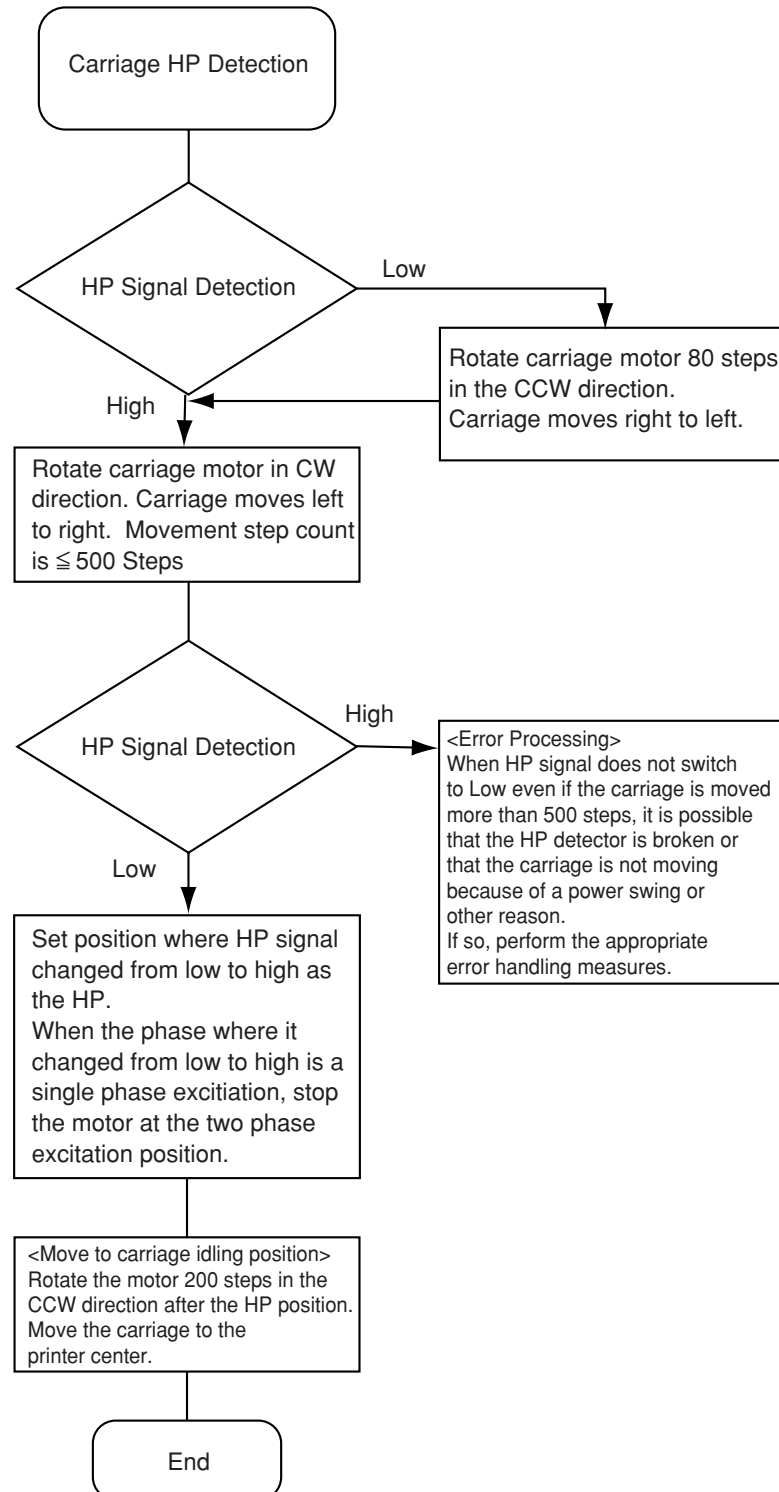 Carriage HP Detection
HP Signal Detection
Low
Rotate carriage motor 80 steps
in the CCW direction.
Carriage moves right to left.
High
Rotate carriage motor in CW
direction. Carriage moves left
to right. Movement step count
is ≦ 500 Steps
HP Signal Detection
High
<Error Processing>
When HP signal does not switch
to Low even if the carriage is moved
more than 500 steps, it is possible
that the HP detector is broken or
that the carriage is not moving
because of a power swing or
other reason.
If so, perform the appropriate
error handling measures.
Low
Set position where HP signal
changed from low to high as
the HP.
When the phase where it
changed from low to high is a
single phase excitiation, stop
the motor at the two phase
excitation position.
<Move to carriage idling position>
Rotate the motor 200 steps in the
CCW direction after the HP position.
Move the carriage to the
printer center.
End